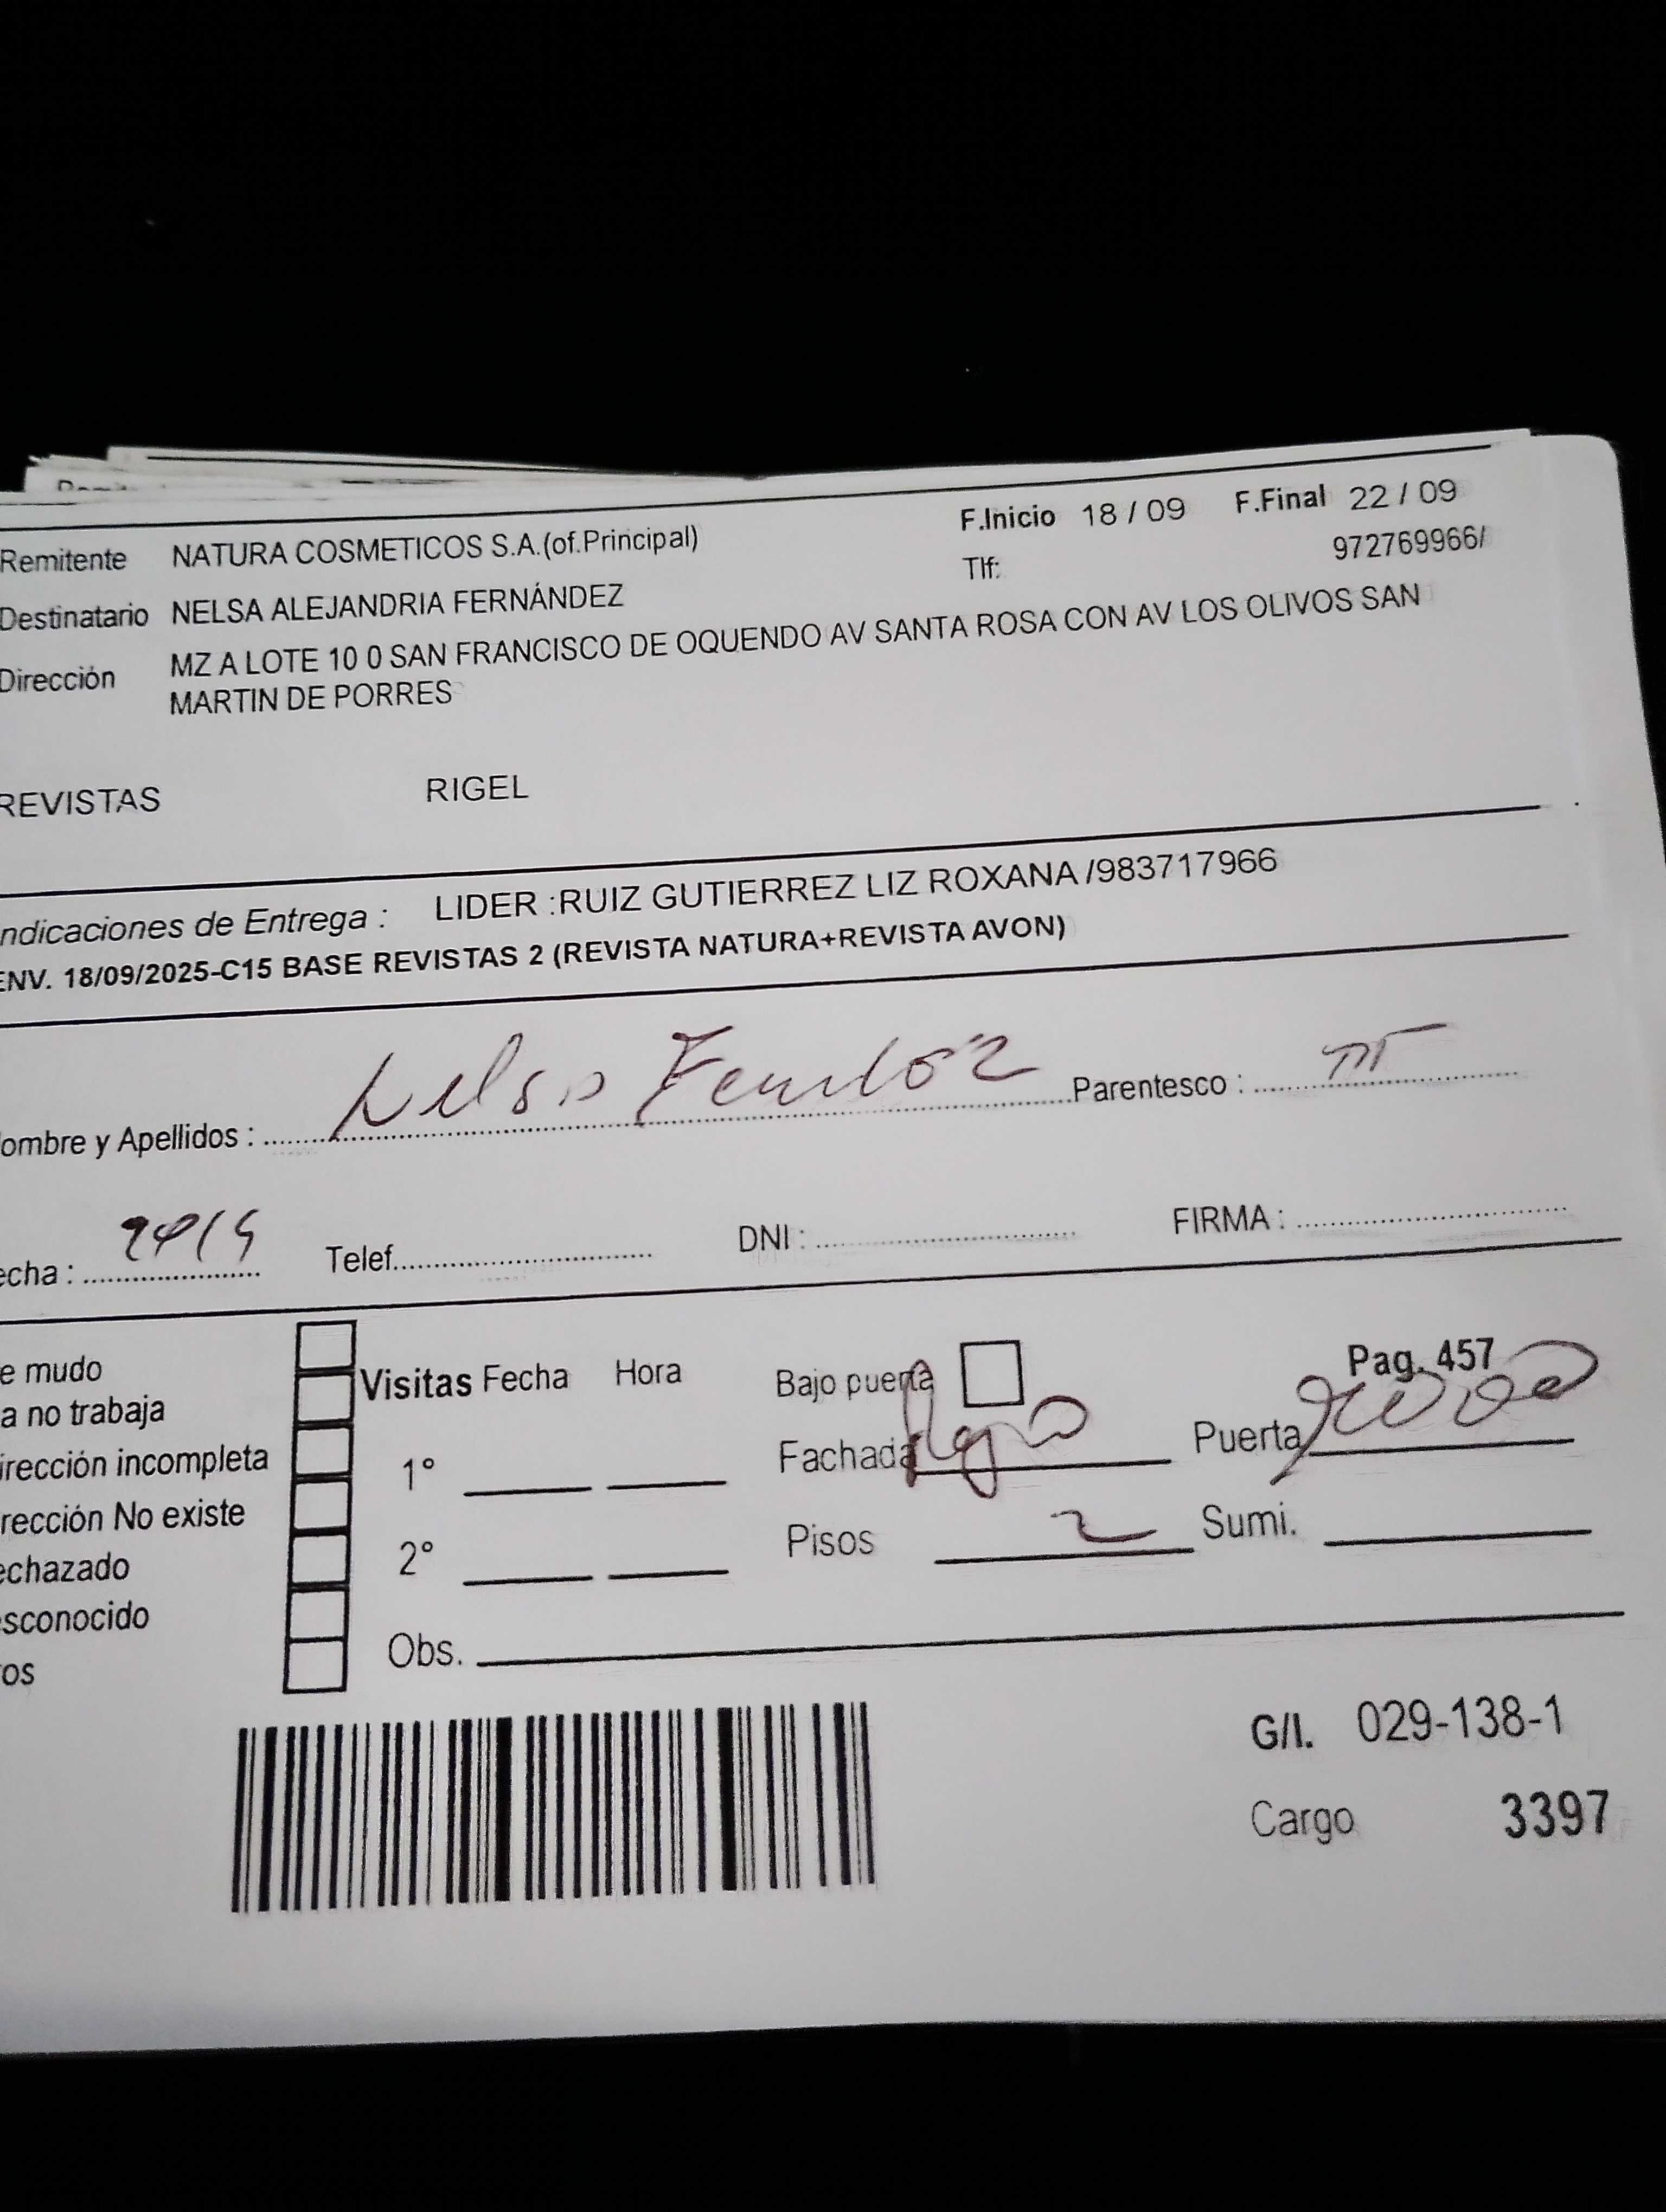 Remitente NATURA COSMETICOS S.A.(of.Principal) F.Inicio 18 / 09 F.Final 22 / 09
Tlf: 972769966/
Destinatario NELSA ALEJANDRIA FERNÁNDEZ
Dirección MZ A LOTE 10 0 SAN FRANCISCO DE OQUENDO AV SANTA ROSA CON AV LOS OLIVOS SAN
MARTIN DE PORRES
REVISTAS RIGEL
ndicaciones de Entrega : LIDER :RUIZ GUTIERREZ LIZ ROXANA /983717966
ENV. 18/09/2025-C15 BASE REVISTAS 2 (REVISTA NATURA+REVISTA AVON)
ombre y Apellidos : Nelsa Parentesco : TT
echa : Telef. DNI : FIRMA :
e mudo
a no trabaja
irección incompleta
rección No existe
echazado
sconocido
ros
Visitas Fecha Hora
1°
2°
Obs.
Bajo puerta Pag. 457
Fachada Puerta
Pisos 2 Sumi.
G/I. 029-138-1
Cargo 3397